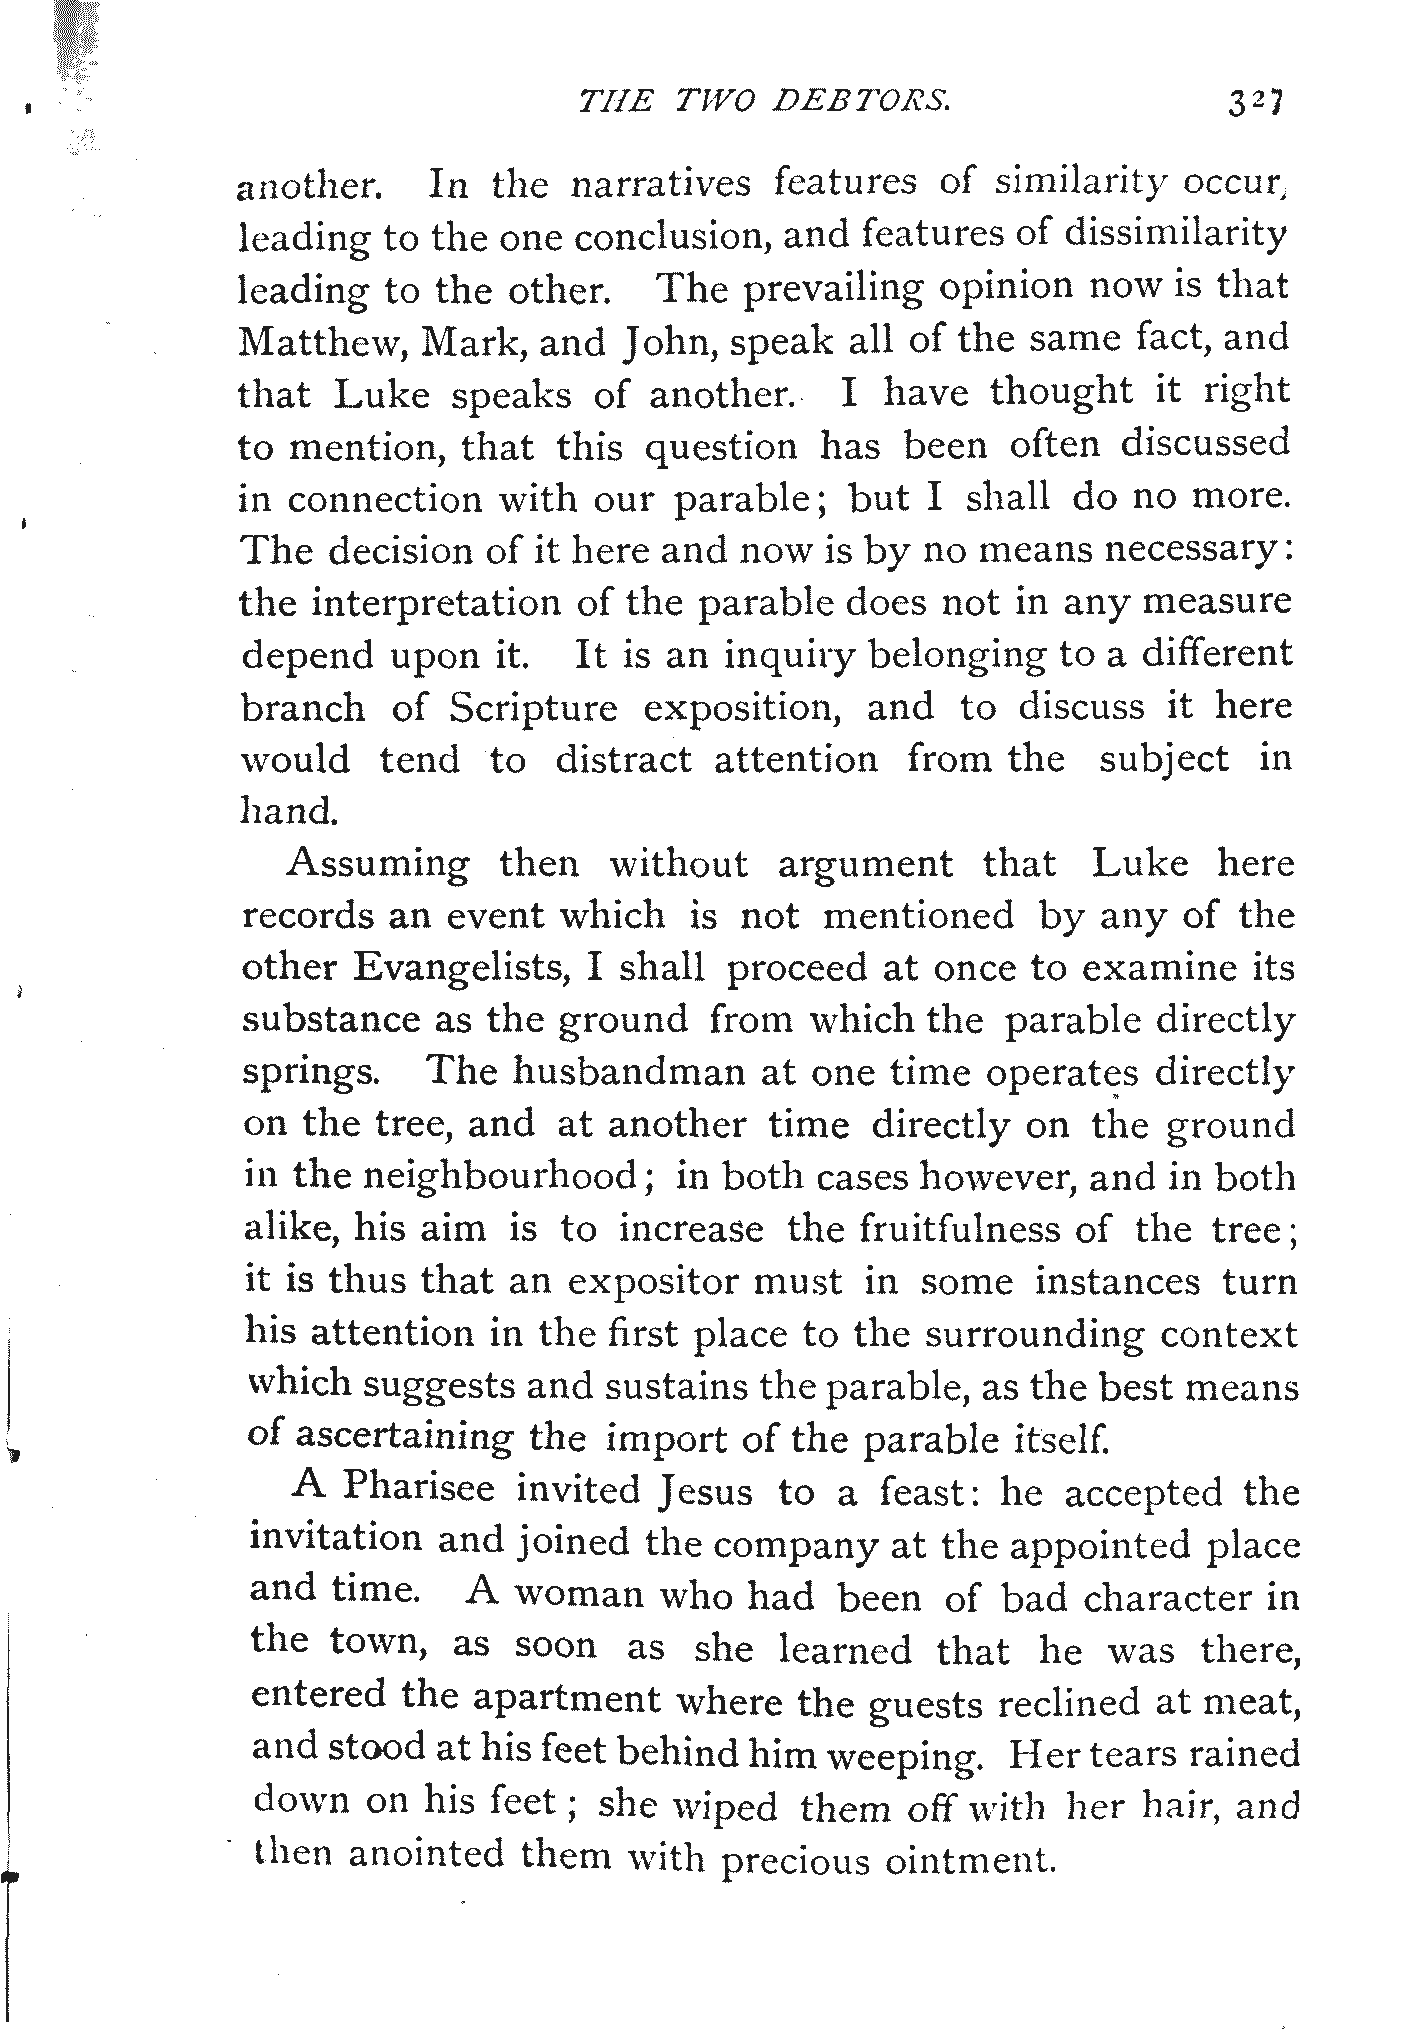 THE TWO DEBTORS. 327
another. In the narratives features of similarity occur,
leading to the one conclusion, and features of dissimilarity
leading to the other. The prevailing opinion now is that
Matthew, Mark, and John, speak all of the same fact, and
that Luke speaks of another. I have thought it right
to mention, that this question has been often discussed
in connection with our parable; but I shall do no more.
The decision of it here and now is by no means necessary:
the interpretation of the parable does not in any measure
depend upon it. It is an inquiry belonging to a different
branch of Scripture exposition, and to discuss it here
would tend to distract attention from the subject in
hand.
Assuming then without argument that Luke here
records an event which is not mentioned by any of the
other Evangelists, I shall proceed at once to examine its
substance as the ground from which the parable directly
springs. The husbandman at one time operates directly
on the tree, and at another time directly on the ground
in the neighbourhood; in both cases however, and in both
alike, his aim is to increase the fruitfulness of the tree;
it is thus that an expositor must in some instances turn
his attention in the first place to the surrounding context
which suggests and sustains the parable, as the best means
of ascertaining the import of the parable itself.
A Pharisee invited Jesus to a feast: he accepted the
invitation and joined the company at the appointed place
and time. A woman who had been of bad character in
the town, as soon as she learned that he was there,
entered the apartment where the guests reclined at meat,
and stood at his feet behind him weeping. Her tears rained
down on his feet; she wiped them off with her hair, and
then anointed them with precious ointment.